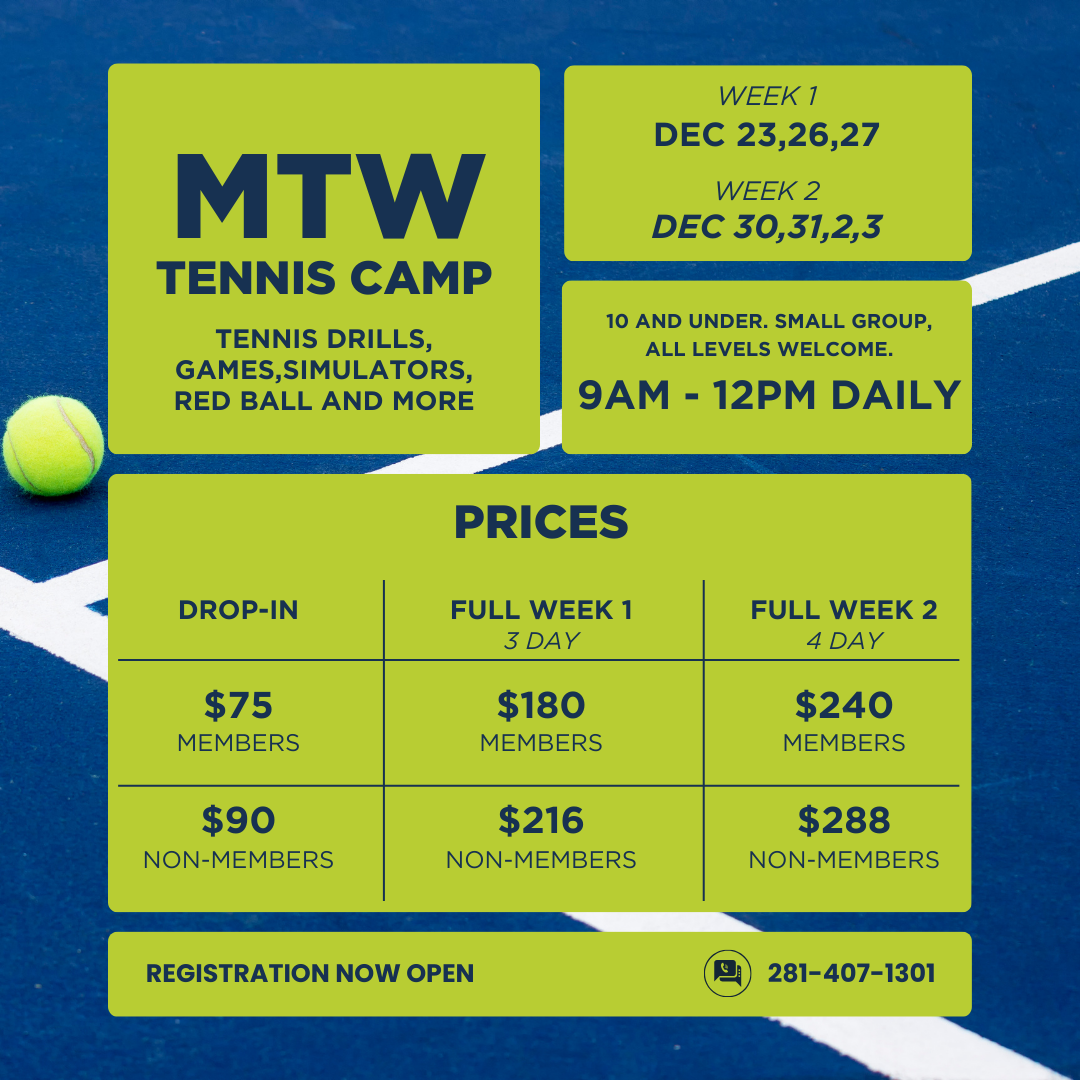 MTW
TENNIS CAMP
TENNIS DRILLS,
GAMES,SIMULATORS,
RED BALL AND MORE
WEEK 1
DEC 23,26,27
WEEK 2
DEC 30,31,2,3
10 AND UNDER. SMALL GROUP,
ALL LEVELS WELCOME.
9AM - 12PM DAILY
PRICES
DROP-IN
FULL WEEK 1
3 DAY
FULL WEEK 2
4 DAY
$75
MEMBERS
$180
MEMBERS
$240
MEMBERS
$90
NON-MEMBERS
$216
NON-MEMBERS
$288
NON-MEMBERS
REGISTRATION NOW OPEN
281-407-1301